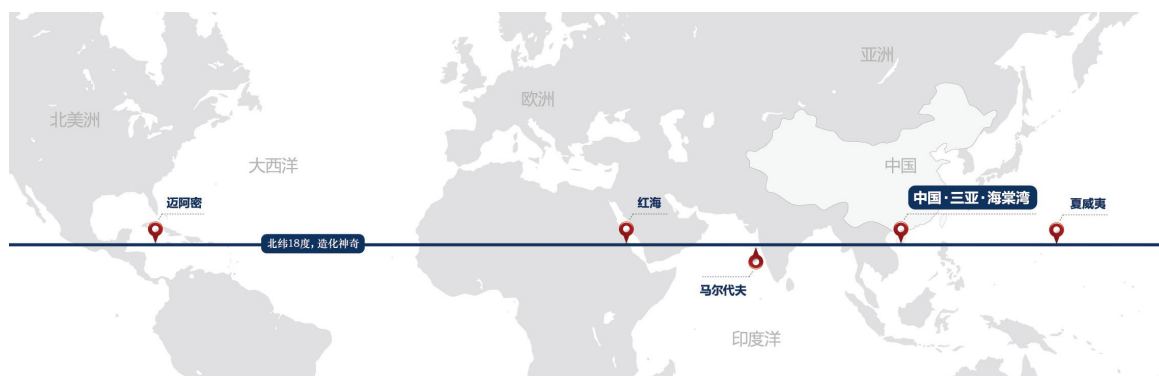 亚洲
欧洲
北美洲
大西洋
中国
迈阿密
红海
中国·三亚·海棠湾
夏威夷
北纬18度,造化神奇
马尔代夫
印度洋